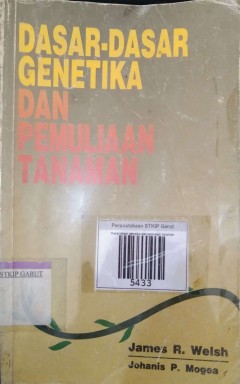 DASAR-DASAR
GENETIKA
DAN
PEMULIAAN
TANAMAN
Perpustakaan STKIP Garut
5433
STKIP GARUT
James R. Welsh
Johanis P. Mogea